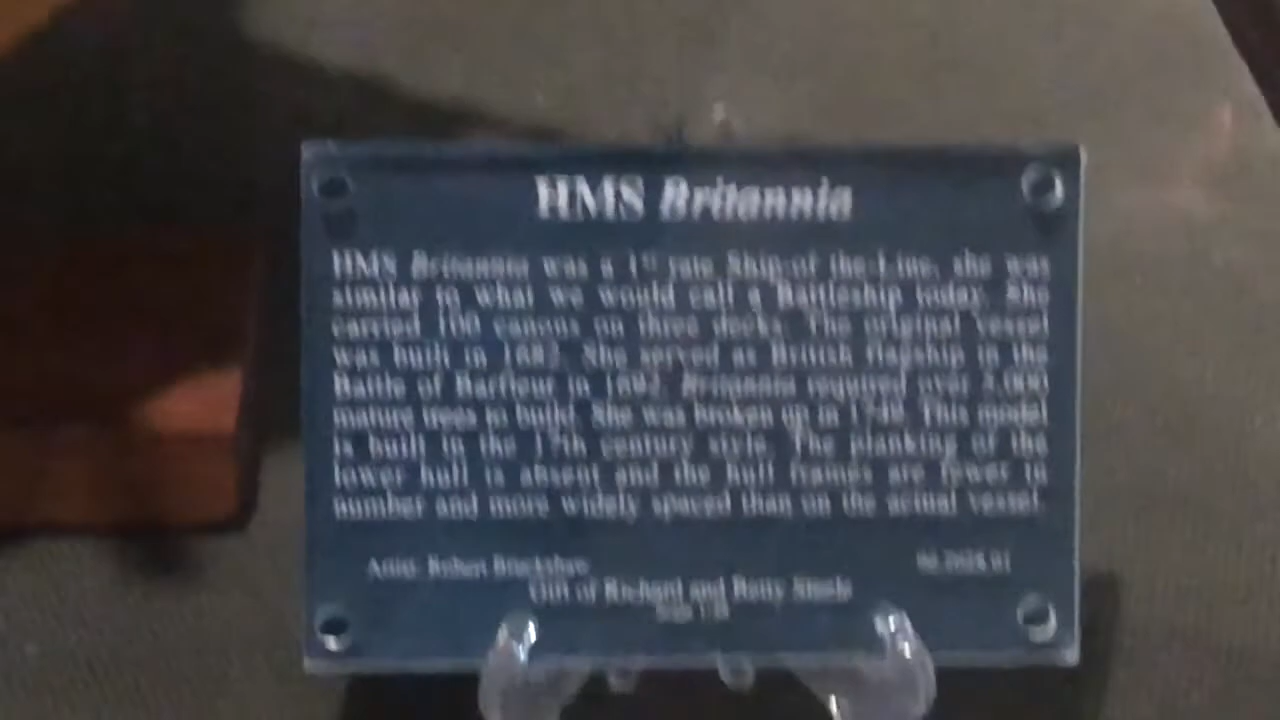 HMS Britannia
HMS Britannia was a 1st rate Ship-of-the-Line, she was
similar to what we would call a Battleship today. She
carried 100 canons on three decks. The original vessel
was built in 1682. She served as British flagship in the
Battle of Barfleur in 1692. Britannia required over
mature trees to build. She was broken up in This model
is built in the 17th century style. The planking of the
lower hull is absent and the hull frames are fewer in
number and more widely spaced than on the actual vessel.
Artist: Robert
Gift of Richard and Betty Steele